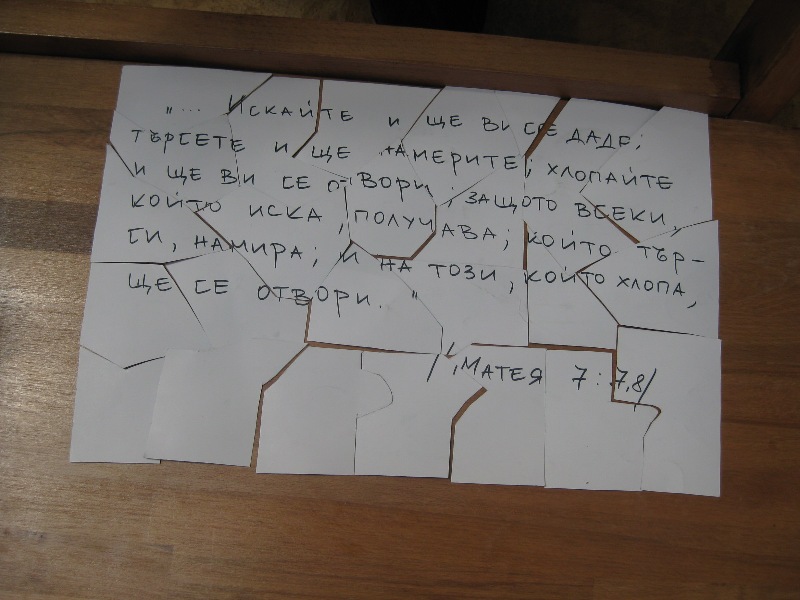 "... Искайте и ще ви се даде;
търсете и ще намерите; хлопайте
и ще ви се отвори; защото всеки,
който иска, получава; който тър-
си, намира; и на този, който хлопа,
ще се отвори."
/Матея 7:7,8/